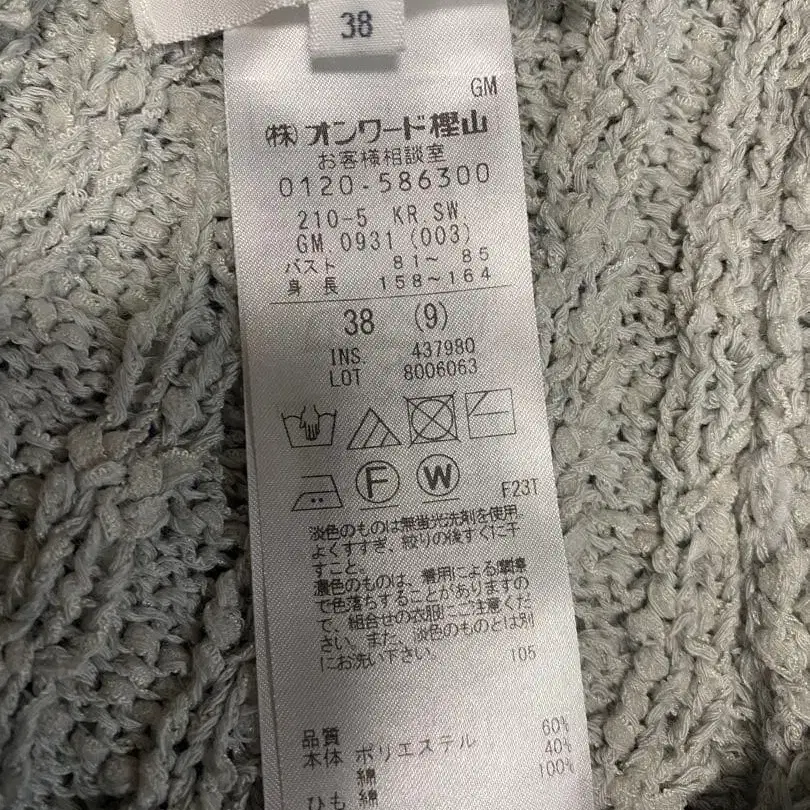 38
GM
(株)オンワード樫山
お客様相談室
0120-586300
210-5 KR.SW.
GM 0931 (003)
バスト 81～ 85
身長 158～164
38 (9)
INS. 437980
LOT 8006063
F W F23T
淡色のものは無蛍光洗剤を使用、
よくすすぎ、絞りの後すぐに干
すこと。
濃色のものは、着用による摩擦
で色落ちすることがありますの
で、組合せの衣服にご注意くだ
さい。また、淡色のものとは別
にお洗い下さい。 105
品質 60%
本体 ポリエステル 40%
綿 100%
ひも 綿